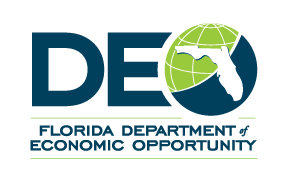 DEO
FLORIDA DEPARTMENT of
ECONOMIC OPPORTUNITY